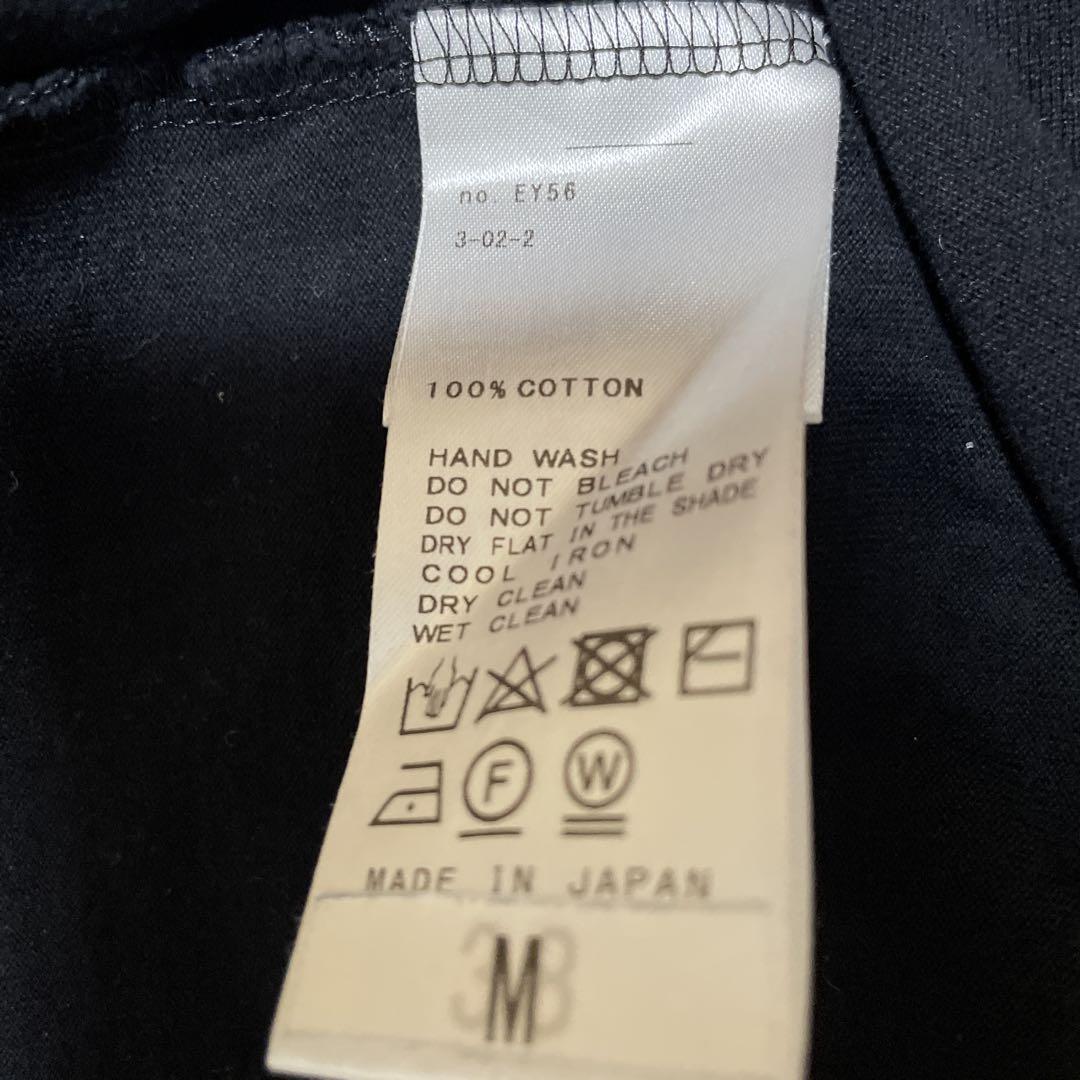 no. EY56
3-02-2
100% COTTON
HAND WASH
DO NOT BLEACH
DO NOT TUMBLE DRY
DRY FLAT IN THE SHADE
COOL IRON
DRY CLEAN
WET CLEAN
F W
MADE IN JAPAN
38
M